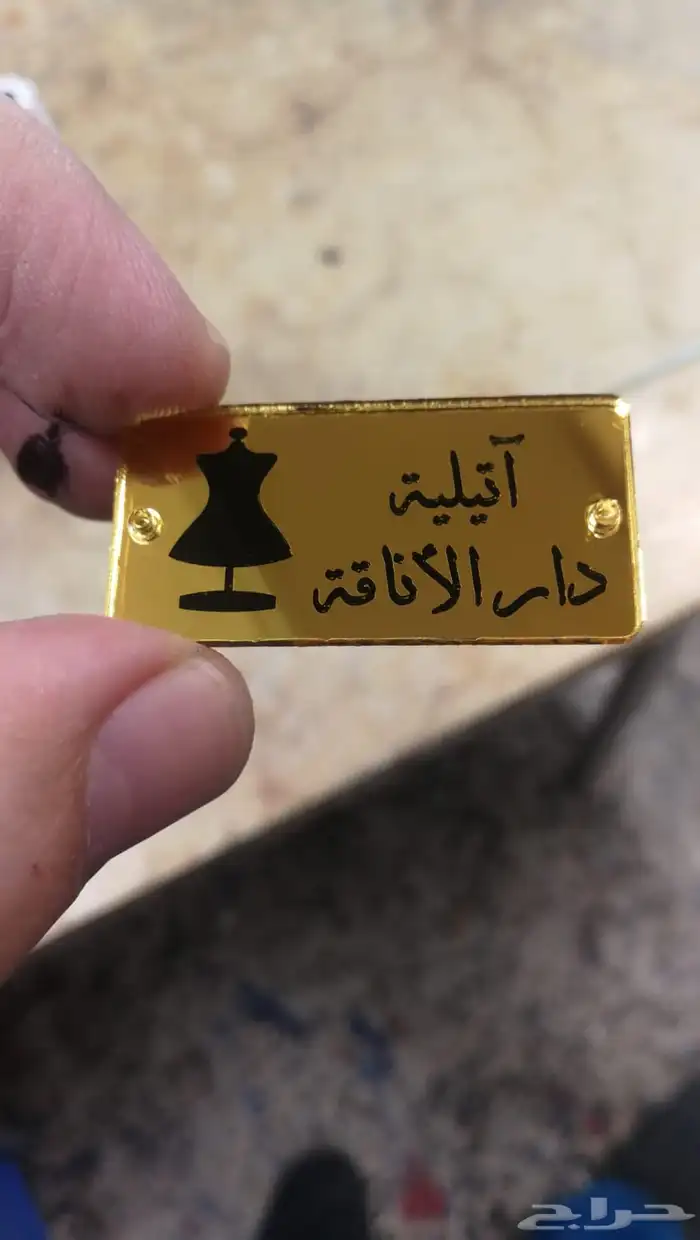 آتيلية
دار الأناقة
حراج